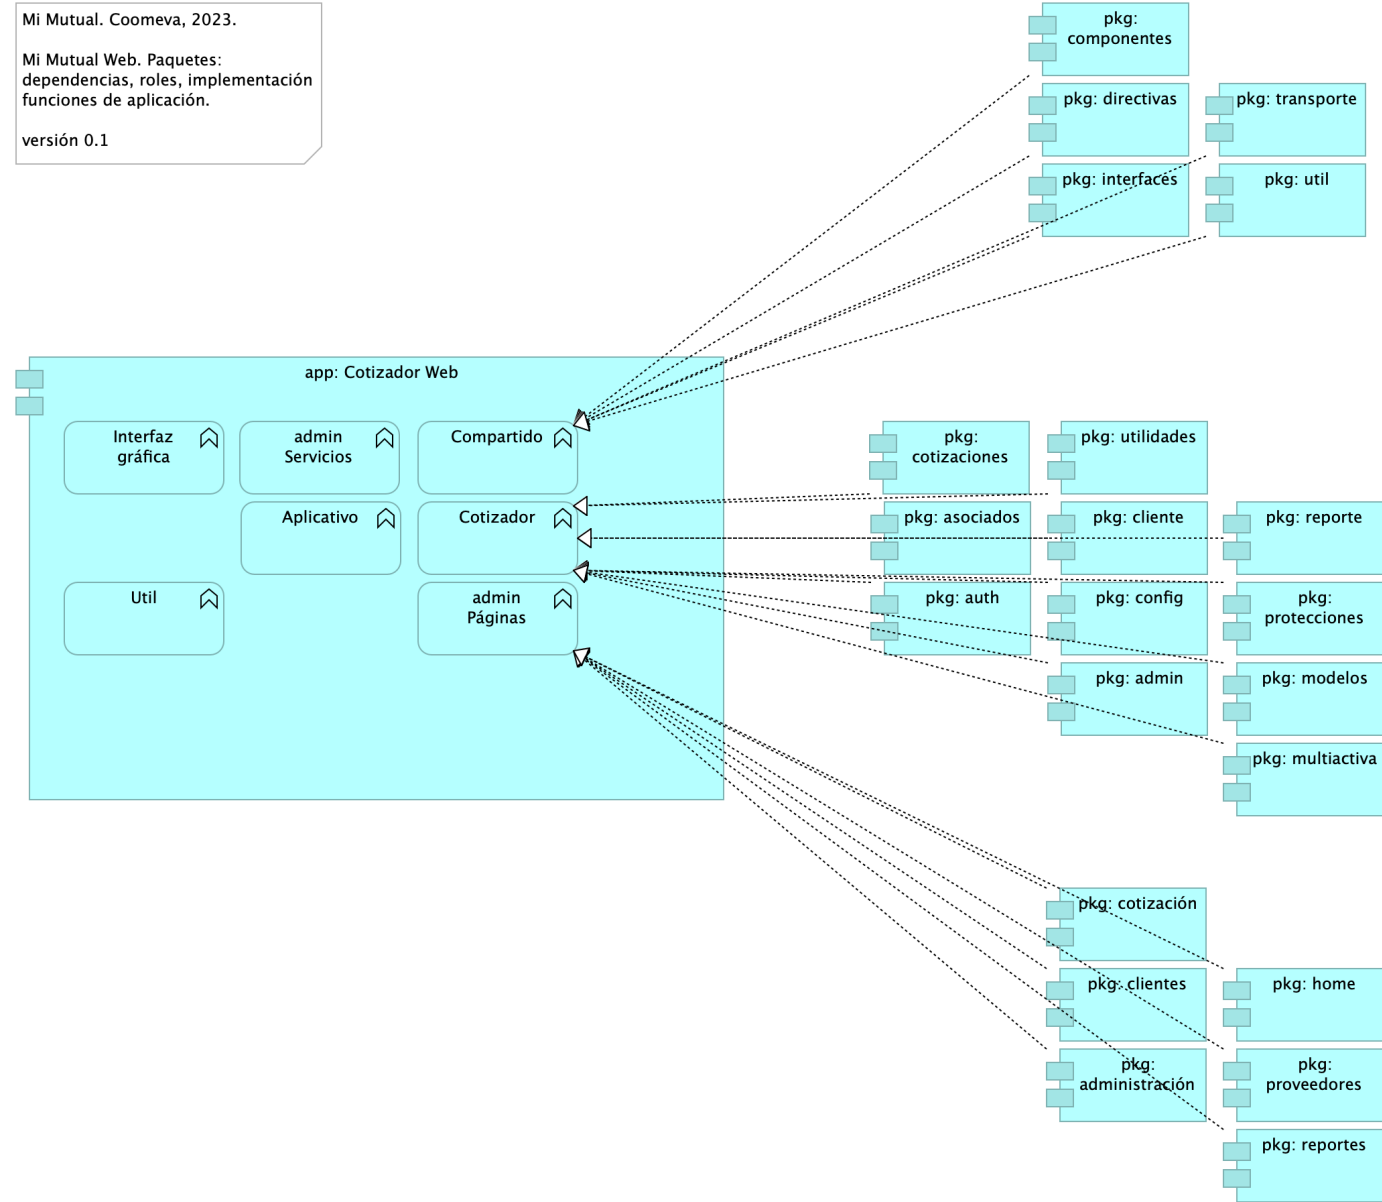 Mi Mutual. Coomeva, 2023.
Mi Mutual Web. Paquetes:
dependencias, roles, implementación
funciones de aplicación.
versión 0.1
pkg:
componentes
pkg: directivas
pkg: transporte
pkg: interfaces
pkg: util
app: Cotizador Web
Interfaz
gráfica
admin
Servicios
Compartido
Aplicativo
Cotizador
Util
admin
Páginas
pkg:
cotizaciones
pkg: utilidades
pkg: asociados
pkg: cliente
pkg: reporte
pkg: auth
pkg: config
pkg:
protecciones
pkg: admin
pkg: modelos
pkg: multiactiva
pkg: cotización
pkg: clientes
pkg: home
pkg:
administración
pkg:
proveedores
pkg: reportes